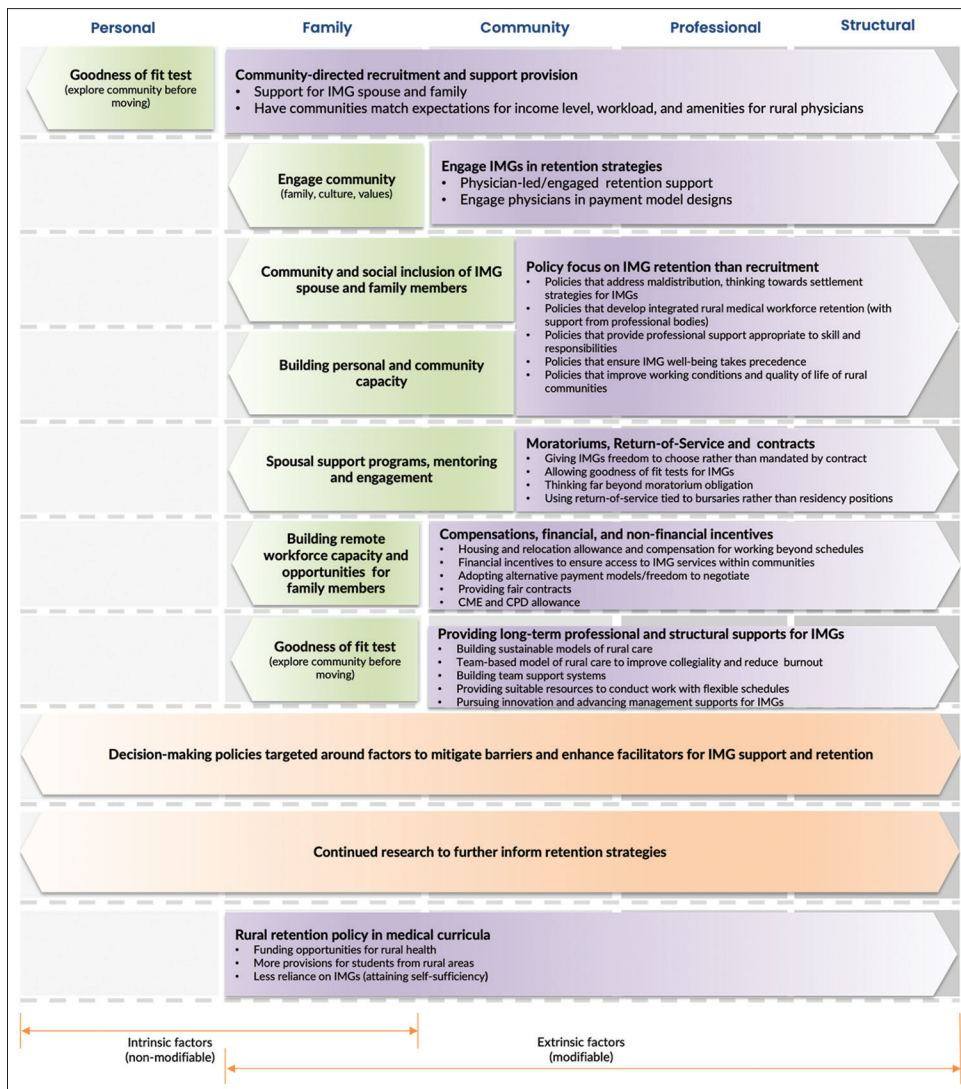 Personal Family Community Professional Structural
Goodness of fit test
(explore community before
moving)
Community-directed recruitment and support provision
• Support for IMG spouse and family
• Have communities match expectations for income level, workload, and amenities for rural physicians
Engage community
(family, culture, values)
Engage IMGs in retention strategies
• Physician-led/engaged retention support
• Engage physicians in payment model designs
Community and social inclusion of IMG
spouse and family members
Building personal and community
capacity
Policy focus on IMG retention than recruitment
• Policies that address maldistribution, thinking towards settlement
strategies for IMGs
• Policies that develop integrated rural medical workforce retention (with
support from professional bodies)
• Policies that provide professional support appropriate to skill and
responsibilities
• Policies that ensure IMG well-being takes precedence
• Policies that improve working conditions and quality of life of rural
communities
Spousal support programs, mentoring
and engagement
Moratoriums, Return-of-Service and contracts
• Giving IMGs freedom to choose rather than mandated by contract
• Allowing goodness of fit tests for IMGs
• Thinking far beyond moratorium obligation
• Using return-of-service tied to bursaries rather than residency positions
Building remote
workforce capacity and
opportunities for
family members
Compensations, financial, and non-financial incentives
• Housing and relocation allowance and compensation for working beyond schedules
• Financial incentives to ensure access to IMG services within communities
• Adopting alternative payment models/freedom to negotiate
• Providing fair contracts
• CME and CPD allowance
Goodness of fit test
(explore community before
moving)
Providing long-term professional and structural supports for IMGs
• Building sustainable models of rural care
• Team-based model of rural care to improve collegiality and reduce burnout
• Building team support systems
• Providing suitable resources to conduct work with flexible schedules
• Pursuing innovation and advancing management supports for IMGs
Decision-making policies targeted around factors to mitigate barriers and enhance facilitators for IMG support and retention
Continued research to further inform retention strategies
Rural retention policy in medical curricula
• Funding opportunities for rural health
• More provisions for students from rural areas
• Less reliance on IMGs (attaining self-sufficiency)
Intrinsic factors
(non-modifiable)
Extrinsic factors
(modifiable)